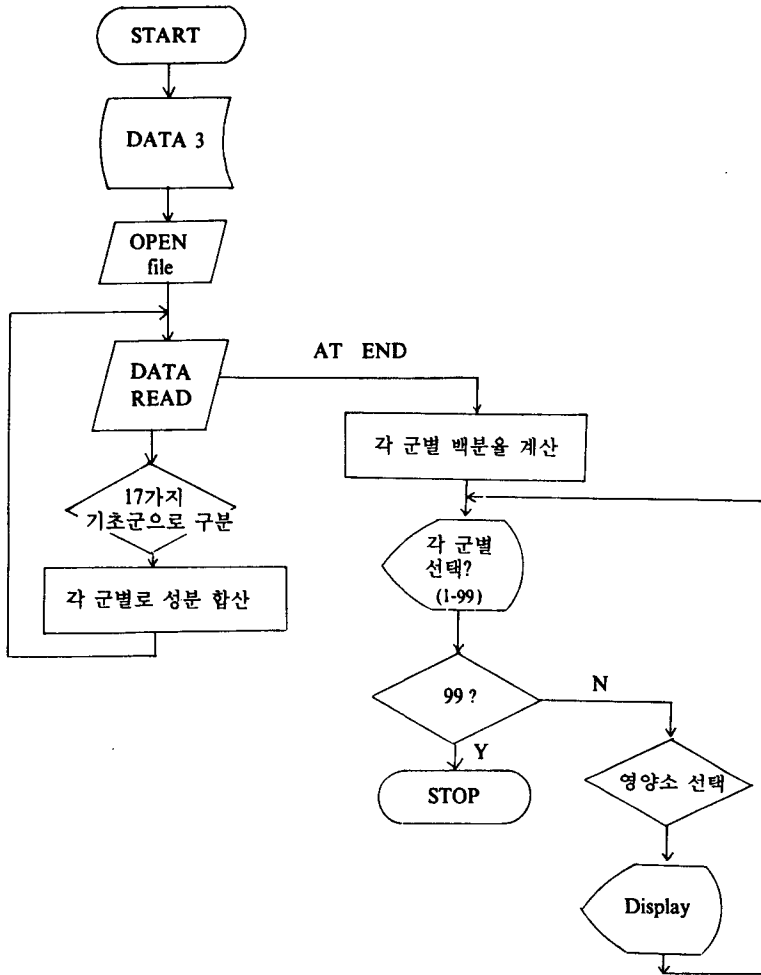 START
DATA 3
OPEN
file
DATA
READ
AT END
17가지
기초군으로 구분
각 군별로 성분 합산
각 군별 백분율 계산
각 군별
선택?
(1-99)
99 ?
N
Y
STOP
영양소 선택
Display